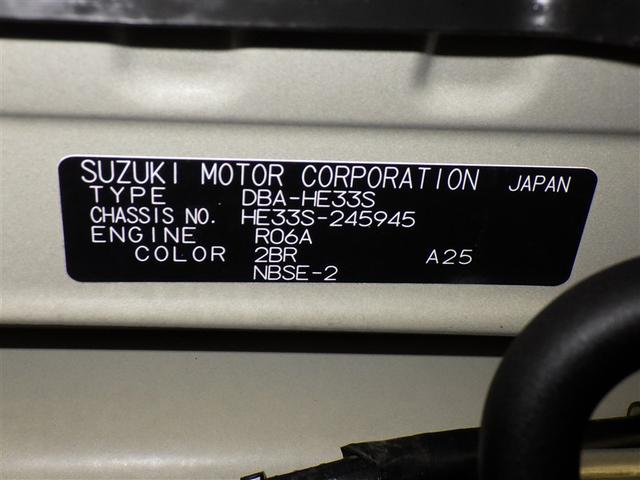 SUZUKI MOTOR CORPORATION JAPAN
TYPE DBA-HE33S
CHASSIS NO. HE33S-245945
ENGINE R06A
COLOR 2BR A25
NBSE-2